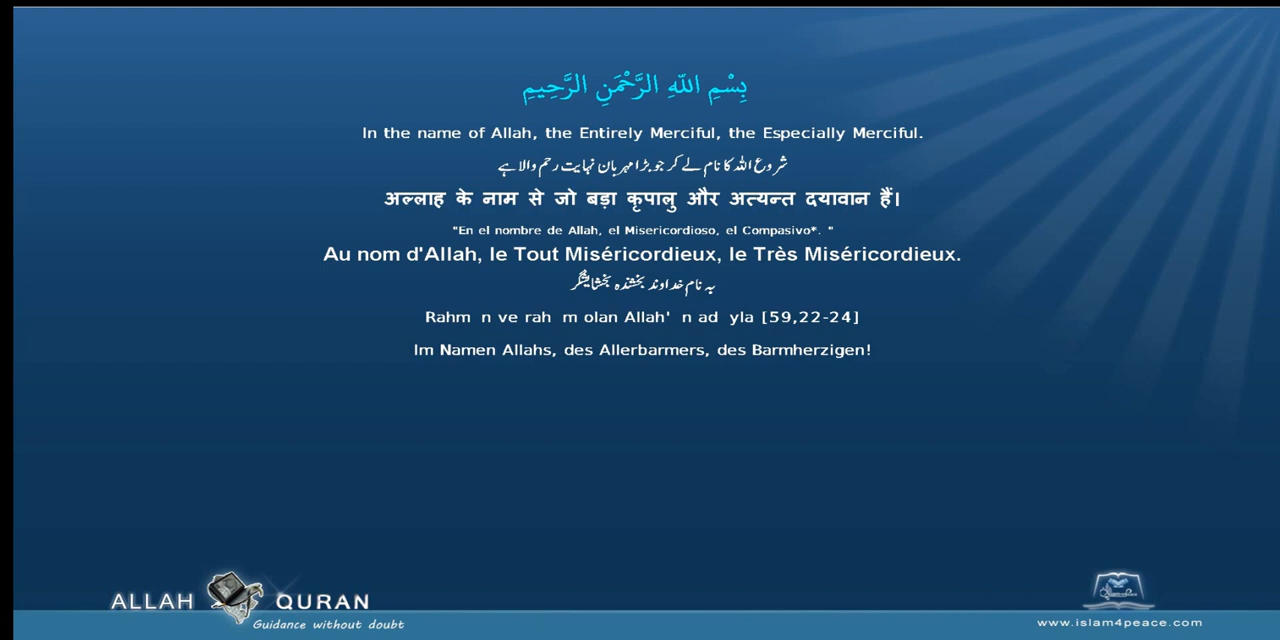 بِسْمِ اللّٰهِ الرَّحْمَنِ الرَّحِيمِ
In the name of Allah, the Entirely Merciful, the Especially Merciful.
شروع الله کا نام لے کر جو بڑا مہربان نہایت رحم والا ہے
अल्लाह के नाम से जो बड़ा कृपालु और अत्यन्त दयावान हैं।
"En el nombre de Allah, el Misericordioso, el Compasivo*. "
Au nom d'Allah, le Tout Miséricordieux, le Très Miséricordieux.
به نام خداوند بخشنده بخشایشگر
Rahm n ve rah m olan Allah' n ad yla [59,22-24]
Im Namen Allahs, des Allerbarmers, des Barmherzigen!
ALLAH QURAN
Guidance without doubt
www.islam4peace.com